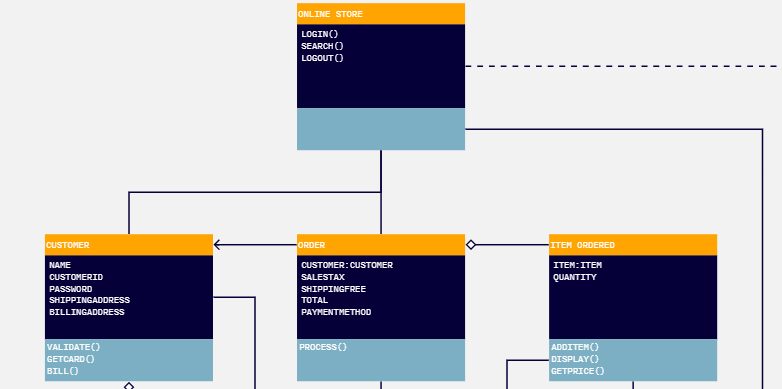 ONLINE STORE
LOGIN()
SEARCH()
LOGOUT()
CUSTOMER
NAME
CUSTOMERID
PASSWORD
SHIPPINGADDRESS
BILLINGADDRESS
VALIDATE()
GETCARD()
BILL()
ORDER
CUSTOMER:CUSTOMER
SALESTAX
SHIPPINGFREE
TOTAL
PAYMENTMETHOD
PROCESS()
ITEM ORDERED
ITEM:ITEM
QUANTITY
ADDITEM()
DISPLAY()
GETPRICE()